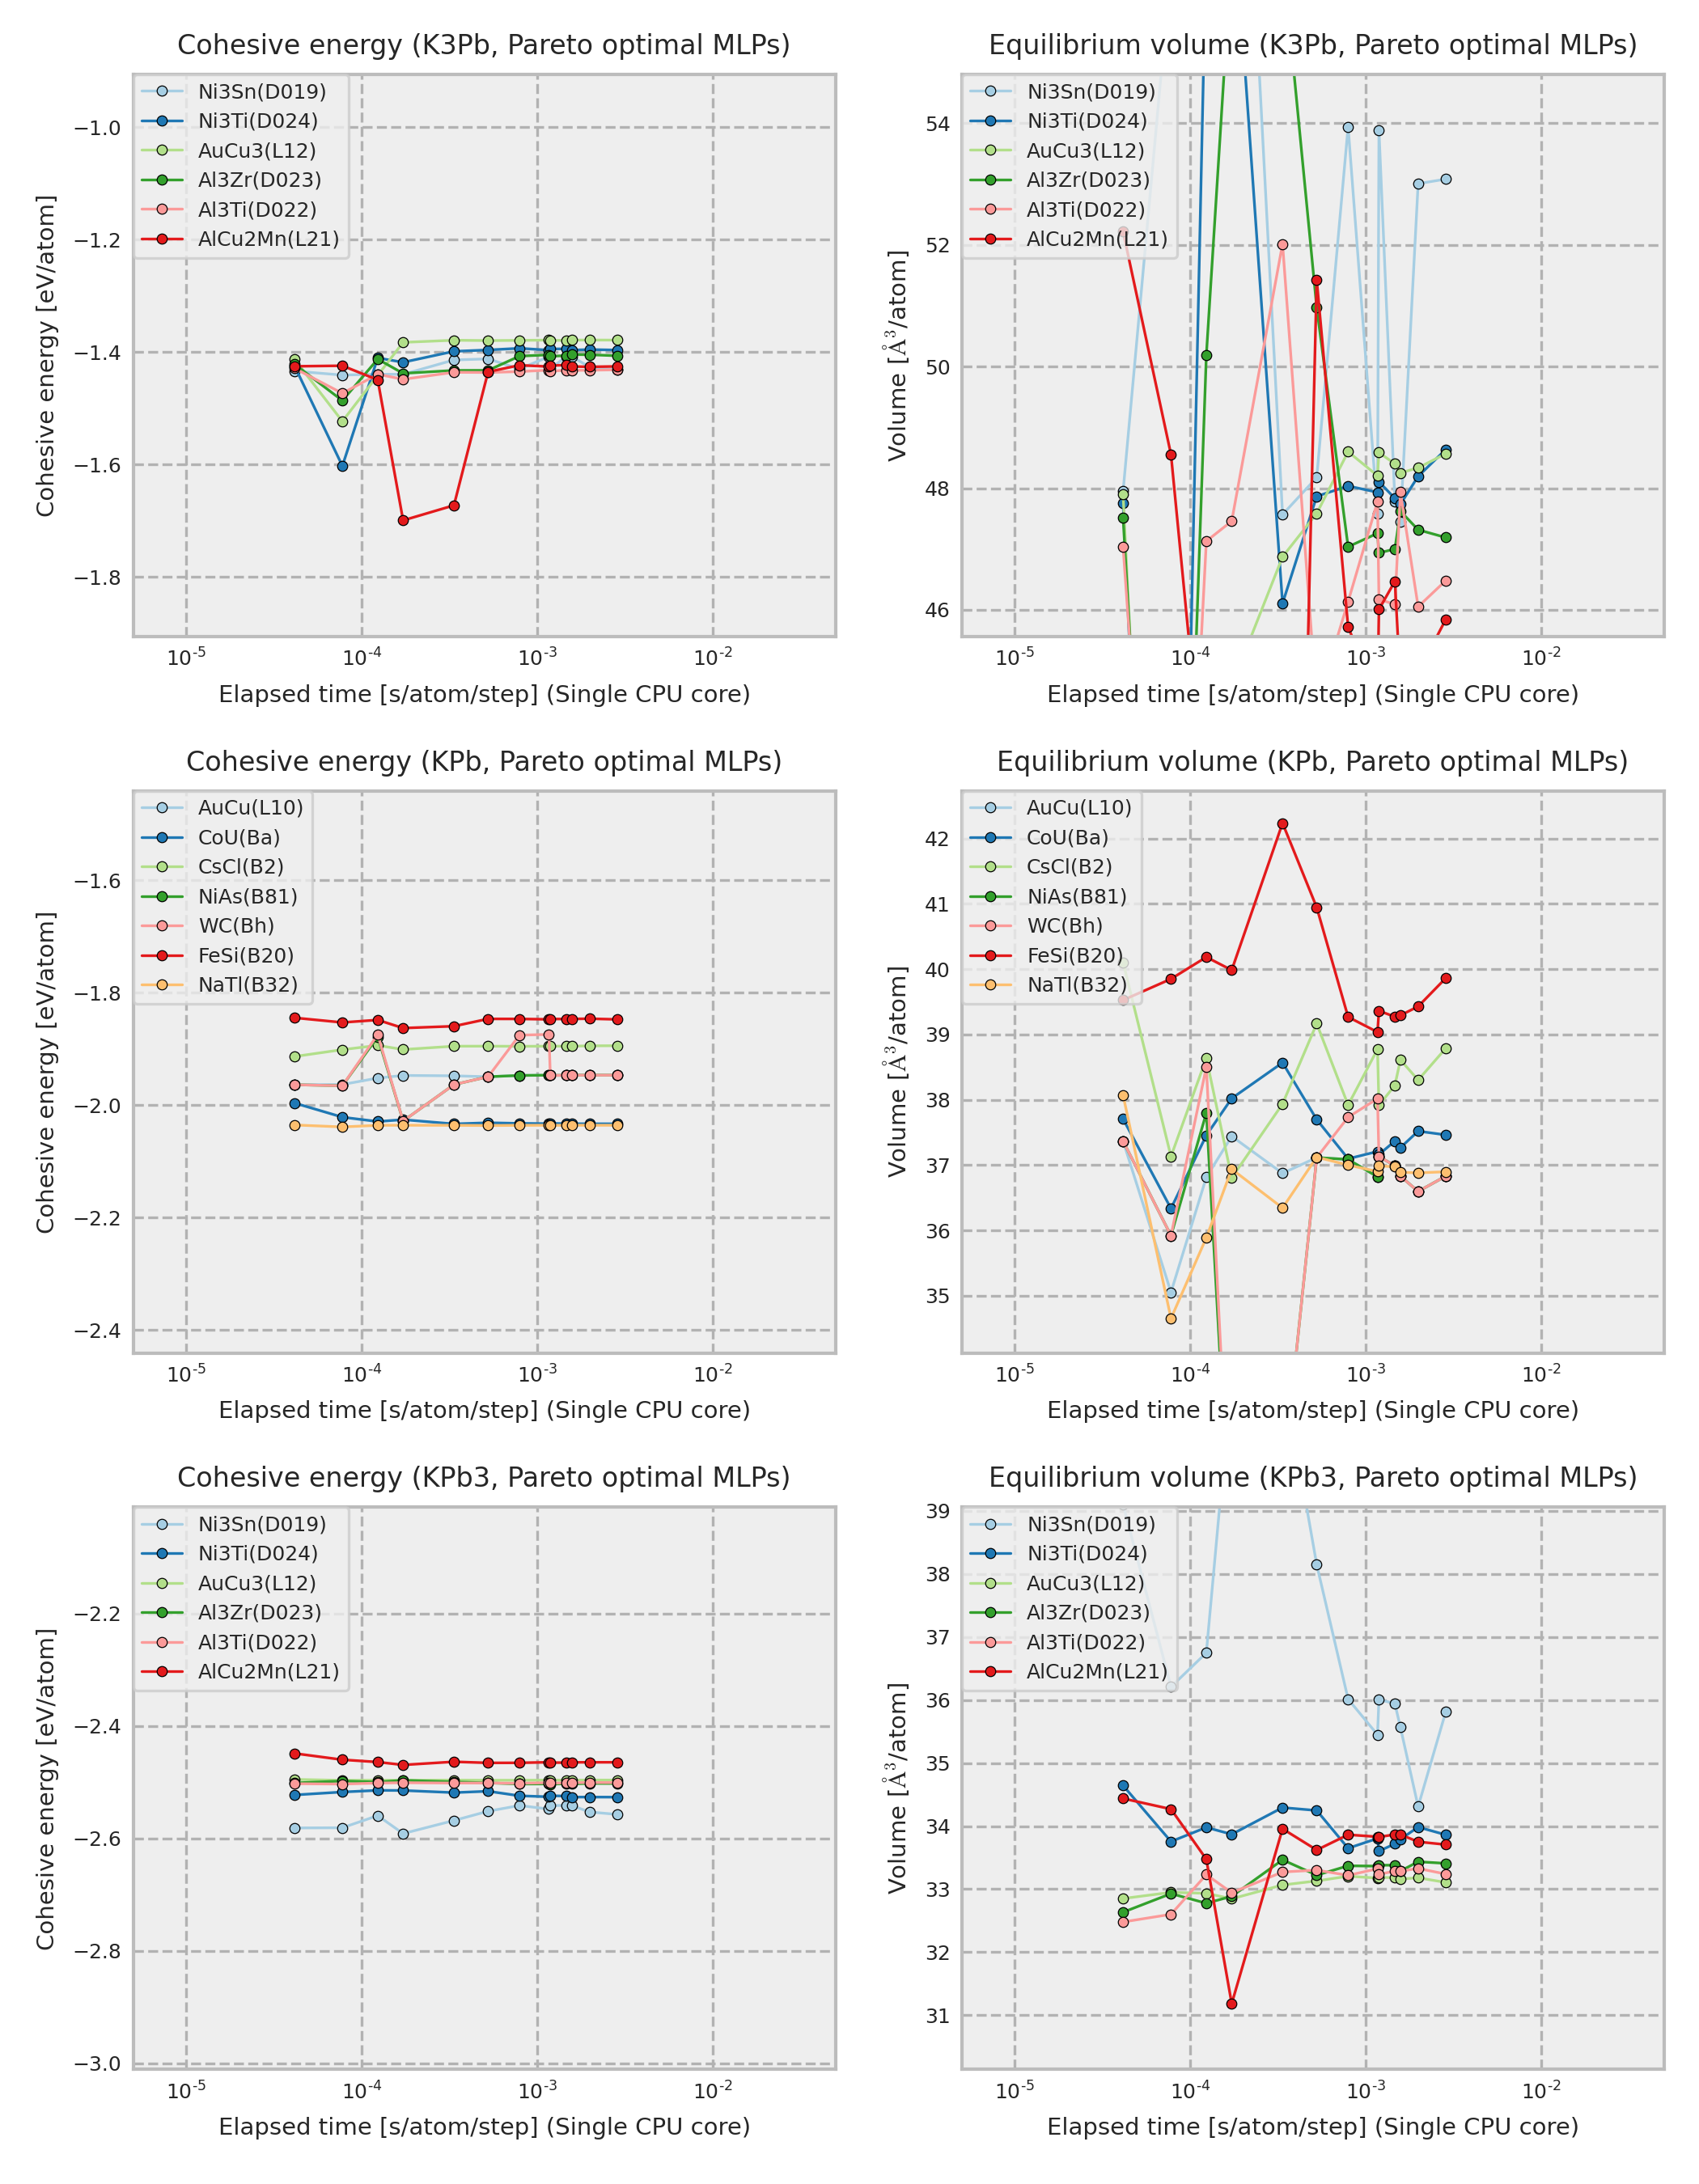 Cohesive energy (K3Pb, Pareto optimal MLPs)
Cohesive energy [eV/atom]
−1.0
−1.2
−1.4
−1.6
−1.8
Ni3Sn(D019)
Ni3Ti(D024)
AuCu3(L12)
Al3Zr(D023)
Al3Ti(D022)
AlCu2Mn(L21)
10-5 10-4 10-3 10-2
Elapsed time [s/atom/step] (Single CPU core)
Equilibrium volume (K3Pb, Pareto optimal MLPs)
Volume [Å3/atom]
54
52
50
48
46
Ni3Sn(D019)
Ni3Ti(D024)
AuCu3(L12)
Al3Zr(D023)
Al3Ti(D022)
AlCu2Mn(L21)
10-5 10-4 10-3 10-2
Elapsed time [s/atom/step] (Single CPU core)
Cohesive energy (KPb, Pareto optimal MLPs)
Cohesive energy [eV/atom]
−1.6
−1.8
−2.0
−2.2
−2.4
AuCu(L10)
CoU(Ba)
CsCl(B2)
NiAs(B81)
WC(Bh)
FeSi(B20)
NaTl(B32)
10-5 10-4 10-3 10-2
Elapsed time [s/atom/step] (Single CPU core)
Equilibrium volume (KPb, Pareto optimal MLPs)
Volume [Å3/atom]
42
41
40
39
38
37
36
35
AuCu(L10)
CoU(Ba)
CsCl(B2)
NiAs(B81)
WC(Bh)
FeSi(B20)
NaTl(B32)
10-5 10-4 10-3 10-2
Elapsed time [s/atom/step] (Single CPU core)
Cohesive energy (KPb3, Pareto optimal MLPs)
Cohesive energy [eV/atom]
−2.2
−2.4
−2.6
−2.8
−3.0
Ni3Sn(D019)
Ni3Ti(D024)
AuCu3(L12)
Al3Zr(D023)
Al3Ti(D022)
AlCu2Mn(L21)
10-5 10-4 10-3 10-2
Elapsed time [s/atom/step] (Single CPU core)
Equilibrium volume (KPb3, Pareto optimal MLPs)
Volume [Å3/atom]
39
38
37
36
35
34
33
32
31
Ni3Sn(D019)
Ni3Ti(D024)
AuCu3(L12)
Al3Zr(D023)
Al3Ti(D022)
AlCu2Mn(L21)
10-5 10-4 10-3 10-2
Elapsed time [s/atom/step] (Single CPU core)